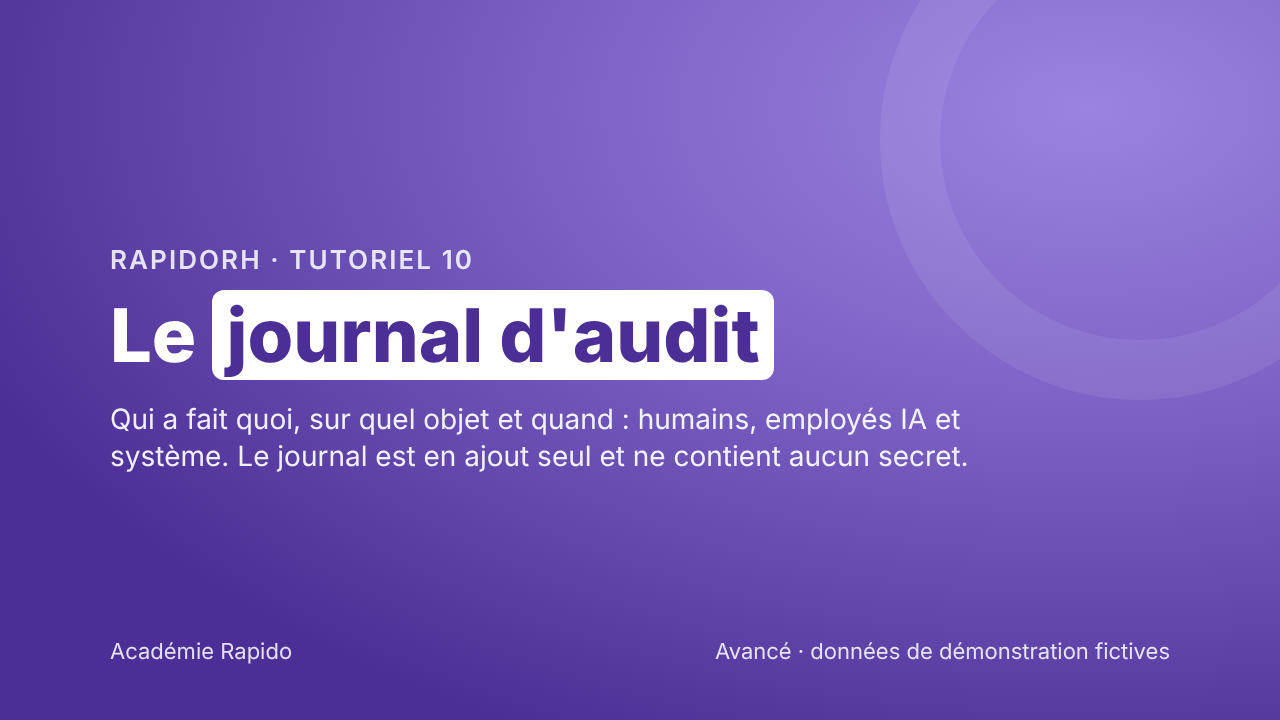 RAPIDORH · TUTORIEL 10
Le journal d'audit
Qui a fait quoi, sur quel objet et quand : humains, employés IA et
système. Le journal est en ajout seul et ne contient aucun secret.
Académie Rapido
Avancé · données de démonstration fictives